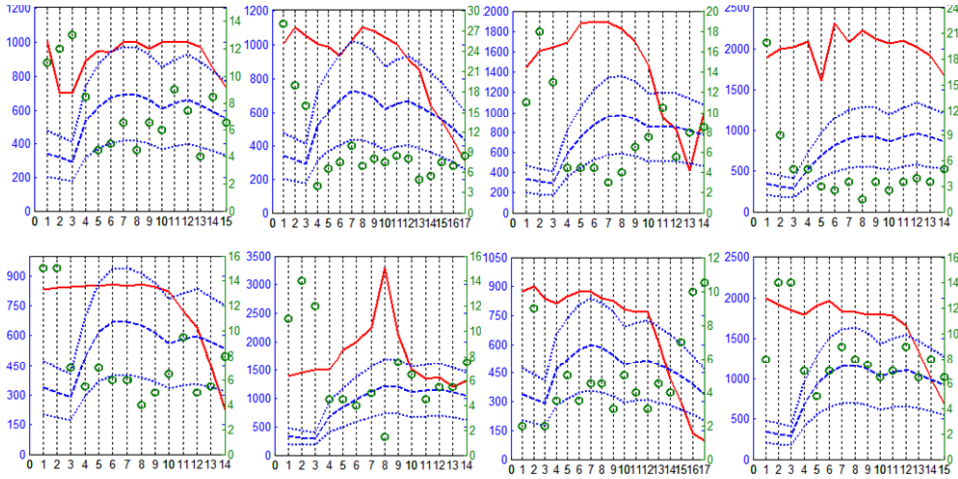 1200 14 1200 30 2000 20 2500 24
1000 12 1000 27 1800 18 2000 21
800 10 800 24 1600 16 1500 18
600 8 600 21 1400 14 1000 15
400 6 400 18 1200 12 500 12
200 4 200 15 1000 10 0 9
0 2 0 12 800 8 6
0 9 600 6 3
6 400 4 0
3 200 2
0 0 0
0 1 2 3 4 5 6 7 8 9 10 11 12 13 14 15
0 1 2 3 4 5 6 7 8 9 10 11 12 13 14 15 16 17
0 1 2 3 4 5 6 7 8 9 10 11 12 13 14
0 1 2 3 4 5 6 7 8 9 10 11 12 13 14
900 16 3500 16 1050 12 2500 16
750 14 3000 14 900 10 2000 14
600 12 2500 12 750 8 1500 12
450 10 2000 10 600 6 1000 10
300 8 1500 8 450 4 500 8
150 6 1000 6 300 2 0 6
0 4 500 4 150 0 4
2 0 2 0 2
0 0 0
0 1 2 3 4 5 6 7 8 9 10 11 12 13 14
0 1 2 3 4 5 6 7 8 9 10 11 12 13 14
0 1 2 3 4 5 6 7 8 9 10 11 12 13 14 15 16 17
0 1 2 3 4 5 6 7 8 9 10 11 12 13 14